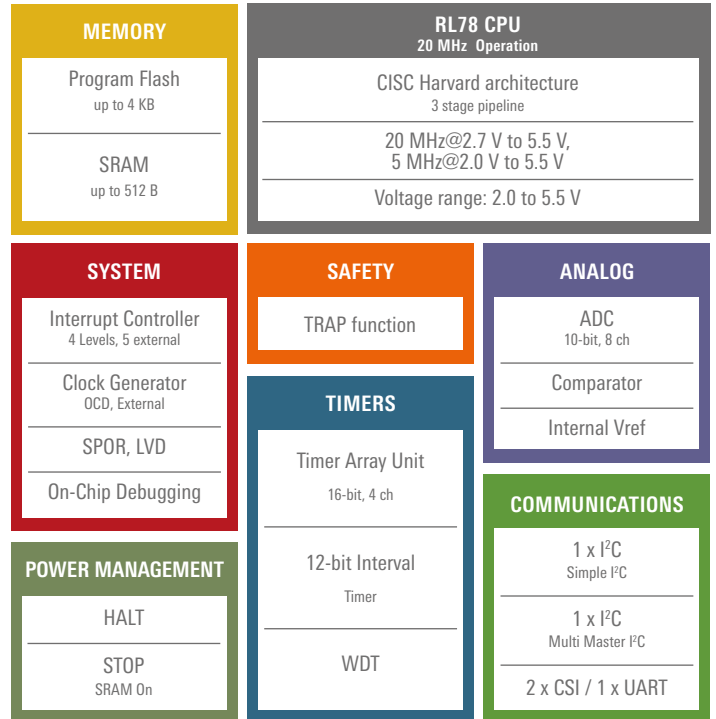 MEMORY
Program Flash
up to 4 KB
SRAM
up to 512 B
RL78 CPU
20 MHz Operation
CISC Harvard architecture
3 stage pipeline
20 MHz@2.7 V to 5.5 V,
5 MHz@2.0 V to 5.5 V
Voltage range: 2.0 to 5.5 V
SYSTEM
Interrupt Controller
4 Levels, 5 external
Clock Generator
OCD, External
SPOR, LVD
On-Chip Debugging
SAFETY
TRAP function
ANALOG
ADC
10-bit, 8 ch
Comparator
Internal Vref
TIMERS
Timer Array Unit
16-bit, 4 ch
12-bit Interval
Timer
WDT
POWER MANAGEMENT
HALT
STOP
SRAM On
COMMUNICATIONS
1 x I²C
Simple I²C
1 x I²C
Multi Master I²C
2 x CSI / 1 x UART